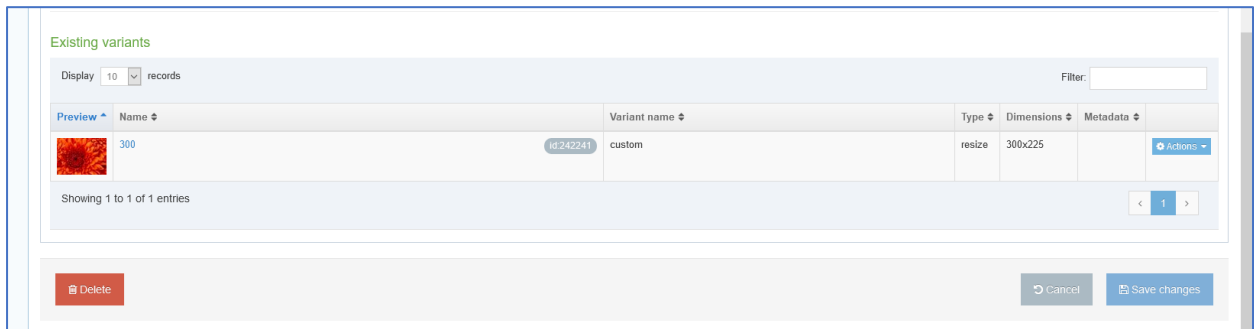 Existing variants
Display 10 records Filter:
Preview Name Variant name Type Dimensions Metadata
300 id:242241 custom resize 300x225 Actions
Showing 1 to 1 of 1 entries < 1 >
Delete Cancel Save changes